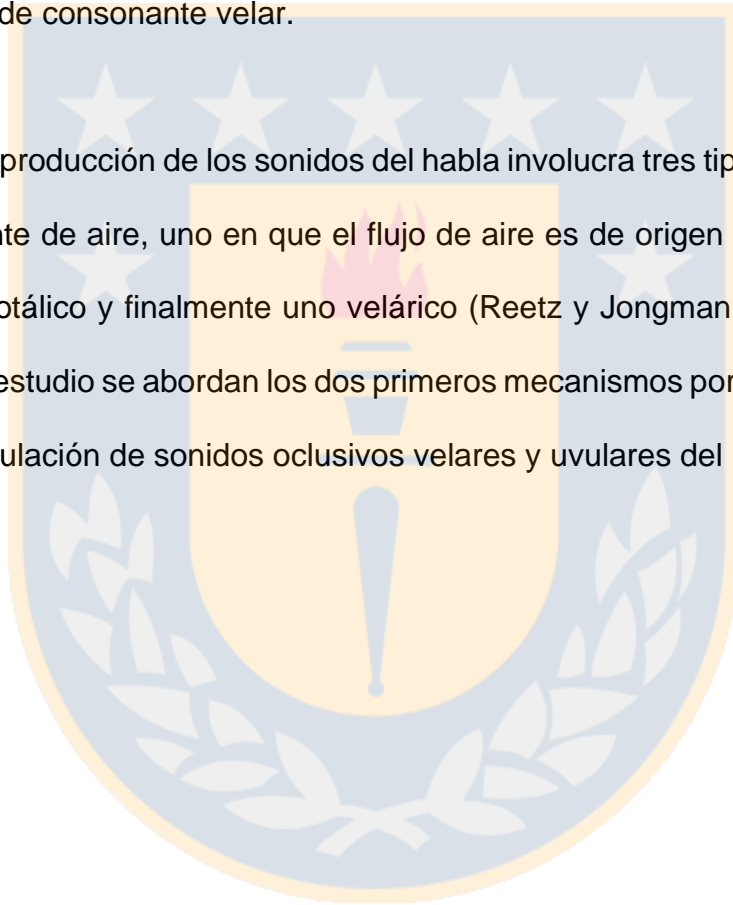 de consonante velar.
producción de los sonidos del habla involucra tres tip
te de aire, uno en que el flujo de aire es de origen
otálico y finalmente uno velárico (Reetz y Jongman
estudio se abordan los dos primeros mecanismos por
ulación de sonidos oclusivos velares y uvulares del